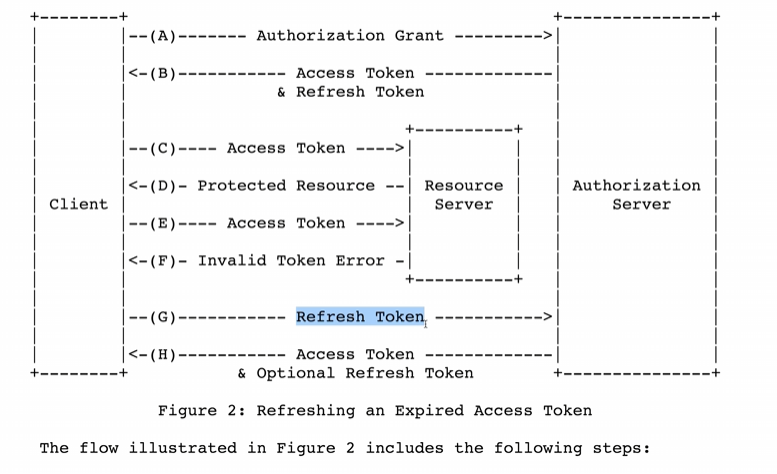 --(A)------- Authorization Grant --------->
<-(B)----------- Access Token -------------
& Refresh Token
--(C)---- Access Token ---->
<-(D)- Protected Resource -- Resource Authorization
Client Server Server
--(E)---- Access Token ---->
<-(F)- Invalid Token Error -
--(G)----------- Refresh Token ----------->
<-(H)----------- Access Token -------------
& Optional Refresh Token
Figure 2: Refreshing an Expired Access Token
The flow illustrated in Figure 2 includes the following steps: